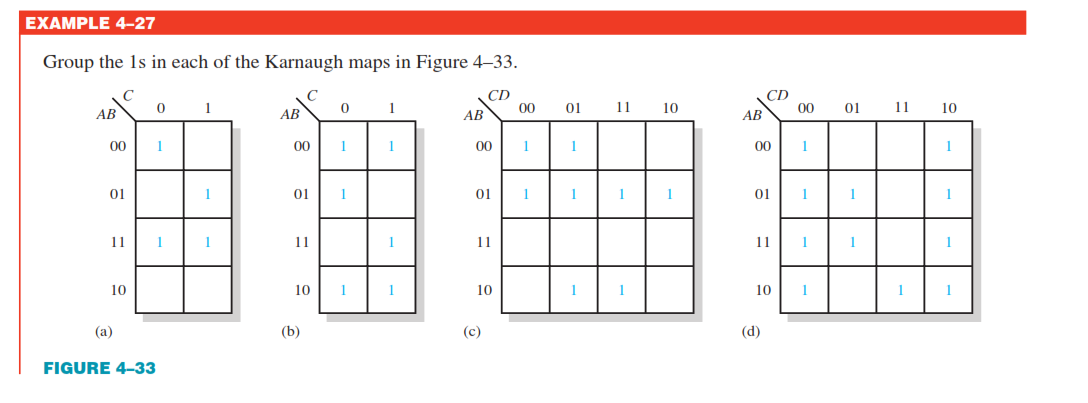 EXAMPLE 4–27
Group the 1s in each of the Karnaugh maps in Figure 4–33.
C C CD CD
AB 0 1 AB 0 1 AB 00 01 11 10 AB 00 01 11 10
00 1 00 1 1 00 1 1 00 1 1
01 1 01 1 01 1 1 1 1 01 1 1 1
11 1 1 11 1 11 11 1 1 1
10 10 1 1 10 1 1 10 1 1 1
(a) (b) (c) (d)
FIGURE 4–33